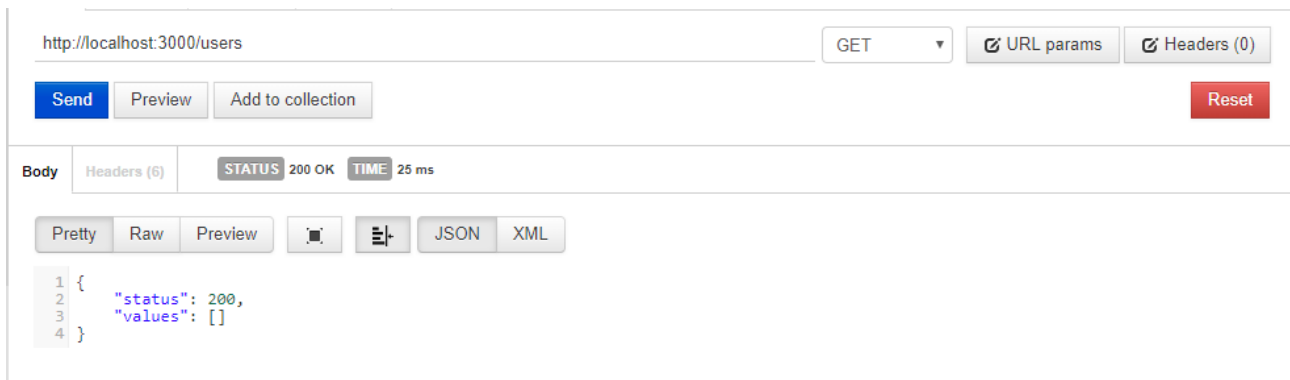 http://localhost:3000/users GET URL params Headers (0)
Send Preview Add to collection Reset
Body Headers (6) STATUS 200 OK TIME 25 ms
Pretty Raw Preview JSON XML
1 {
2 "status": 200,
3 "values": []
4 }